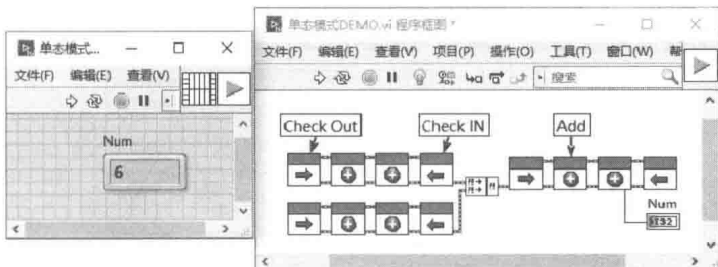 单态模式...
文件(F) 编辑(E) 查看(V)
Num
6
单态模式DEMO.vi 程序框图 *
文件(F) 编辑(E) 查看(V) 项目(P) 操作(O) 工具(T) 窗口(W) 帮
搜索
Check Out
Check IN
Add
Num